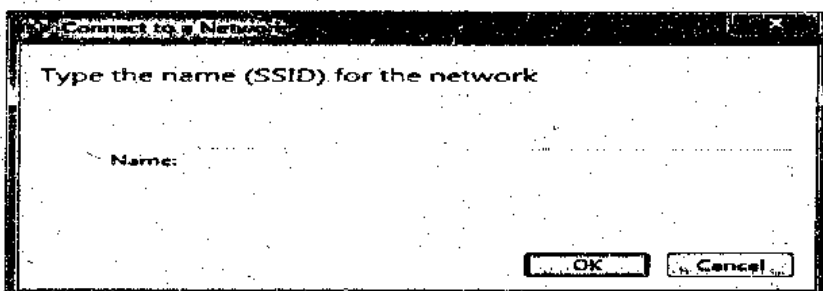 Connect to a Network
Type the name (SSID) for the network
Name:
OK Cancel